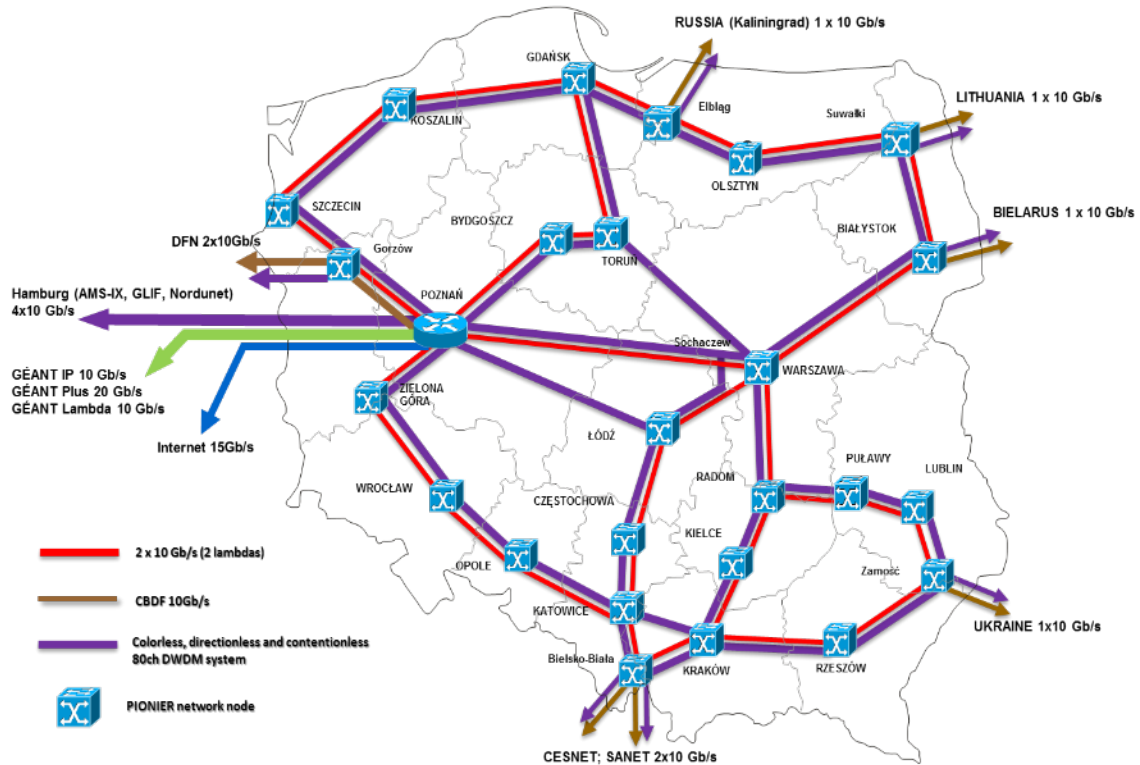 RUSSIA (Kaliningrad) 1 x 10 Gb/s
GDAŃSK
KOSZALIN
Elbląg
Suwałki
LITHUANIA 1 x 10 Gb/s
OLSZTYN
SZCZECIN
BYDGOSZCZ
BIELARUS 1 x 10 Gb/s
BIAŁYSTOK
DFN 2x10Gb/s
Gorzów
TORUŃ
POZNAŃ
Hamburg (AMS-IX, GLIF, Nordunet)
4x10 Gb/s
Sochaczew
WARSZAWA
GÉANT IP 10 Gb/s
GÉANT Plus 20 Gb/s
GÉANT Lambda 10 Gb/s
ZIELONA
GÓRA
Internet 15Gb/s
ŁÓDŹ
PUŁAWY
LUBLIN
RADOM
WROCŁAW
CZĘSTOCHOWA
KIELCE
2 x 10 Gb/s (2 lambdas)
OPOLE
Zamość
CBDF 10Gb/s
KATOWICE
UKRAINE 1x10 Gb/s
Colorless, directionless and contentionless
80ch DWDM system
Bielsko-Biała
KRAKÓW
RZESZÓW
PIONIER network node
CESNET; SANET 2x10 Gb/s